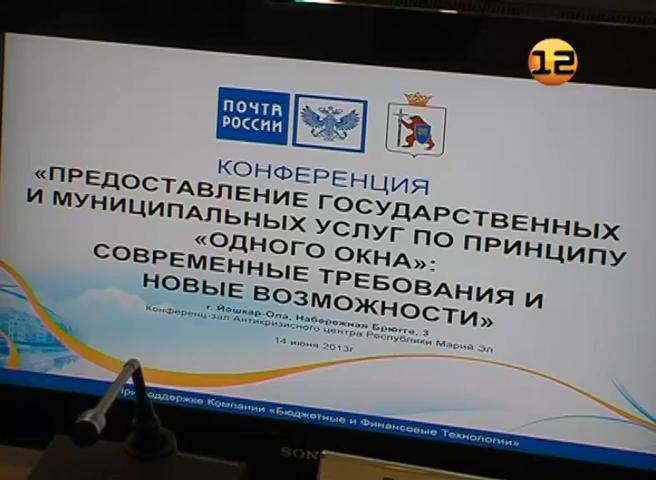 12
ПОЧТА
РОССИИ
КОНФЕРЕНЦИЯ
«ПРЕДОСТАВЛЕНИЕ ГОСУДАРСТВЕННЫХ
И МУНИЦИПАЛЬНЫХ УСЛУГ ПО ПРИНЦИПУ
«ОДНОГО ОКНА»:
СОВРЕМЕННЫЕ ТРЕБОВАНИЯ И
НОВЫЕ ВОЗМОЖНОСТИ»
г. Йошкар-Ола, Набережная Брюгге, 3
Конференц-зал Антикризисного центра Республики Марий Эл
14 июня 2013г
поддержке Компании «Бюджетные и Финансовые Технологии»
SONY